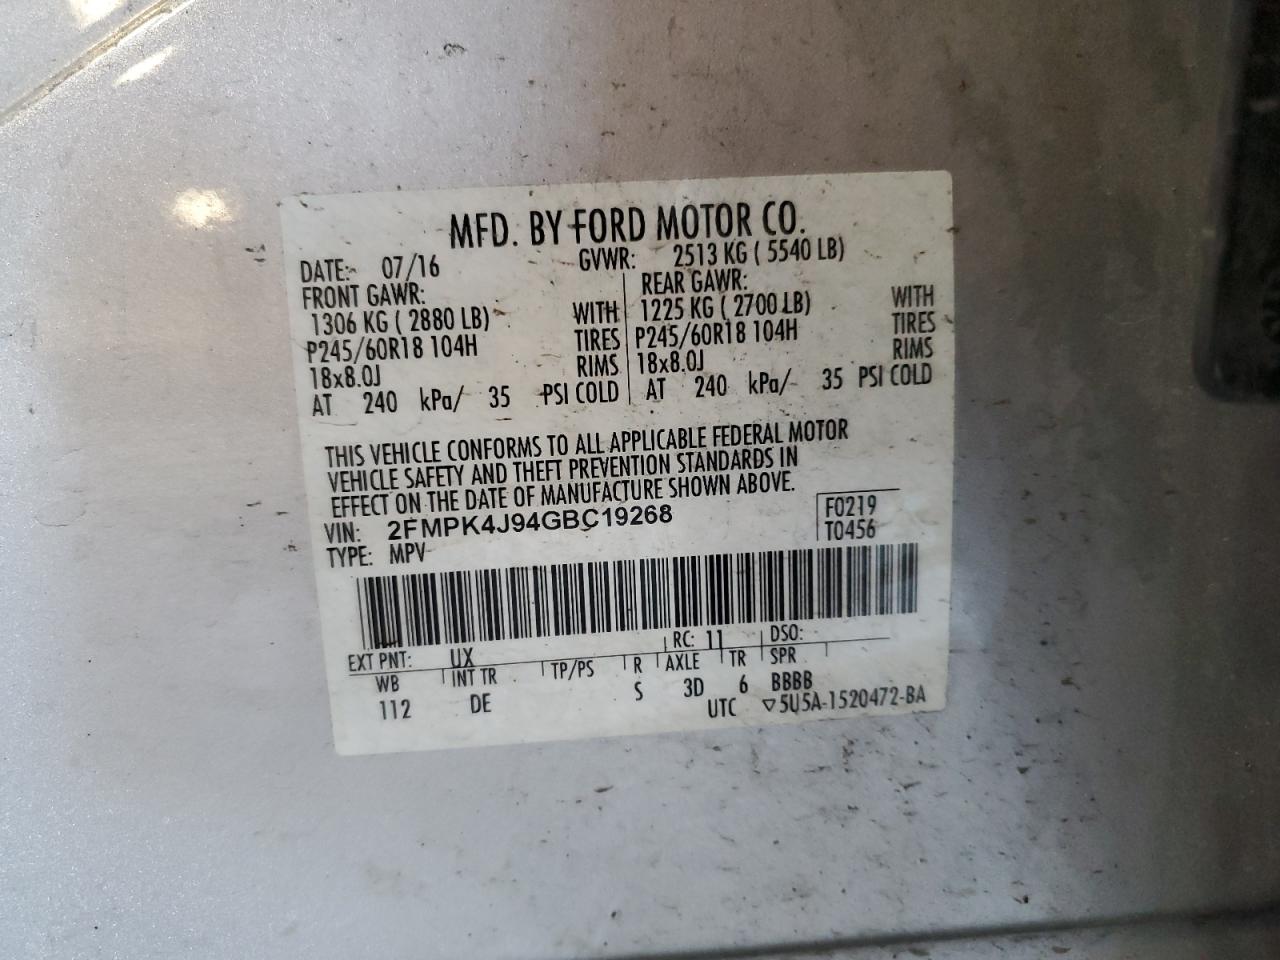 MFD. BY FORD MOTOR CO.
DATE: 07/16 GVWR: 2513 KG ( 5540 LB)
FRONT GAWR: REAR GAWR:
1306 KG ( 2880 LB) WITH 1225 KG ( 2700 LB) WITH
P245/60R18 104H TIRES P245/60R18 104H TIRES
18x8.0J RIMS 18x8.0J RIMS
AT 240 kPa/ 35 PSI COLD AT 240 kPa/ 35 PSI COLD
THIS VEHICLE CONFORMS TO ALL APPLICABLE FEDERAL MOTOR
VEHICLE SAFETY AND THEFT PREVENTION STANDARDS IN
EFFECT ON THE DATE OF MANUFACTURE SHOWN ABOVE.
VIN: 2FMPK4J94GBC19268 F0219
TYPE: MPV T0456
EXT PNT: UX RC: 11 DSO:
WB INT TR TP/PS R AXLE TR SPR
112 DE S 3D 6 BBBB
UTC ▽5U5A-1520472-BA